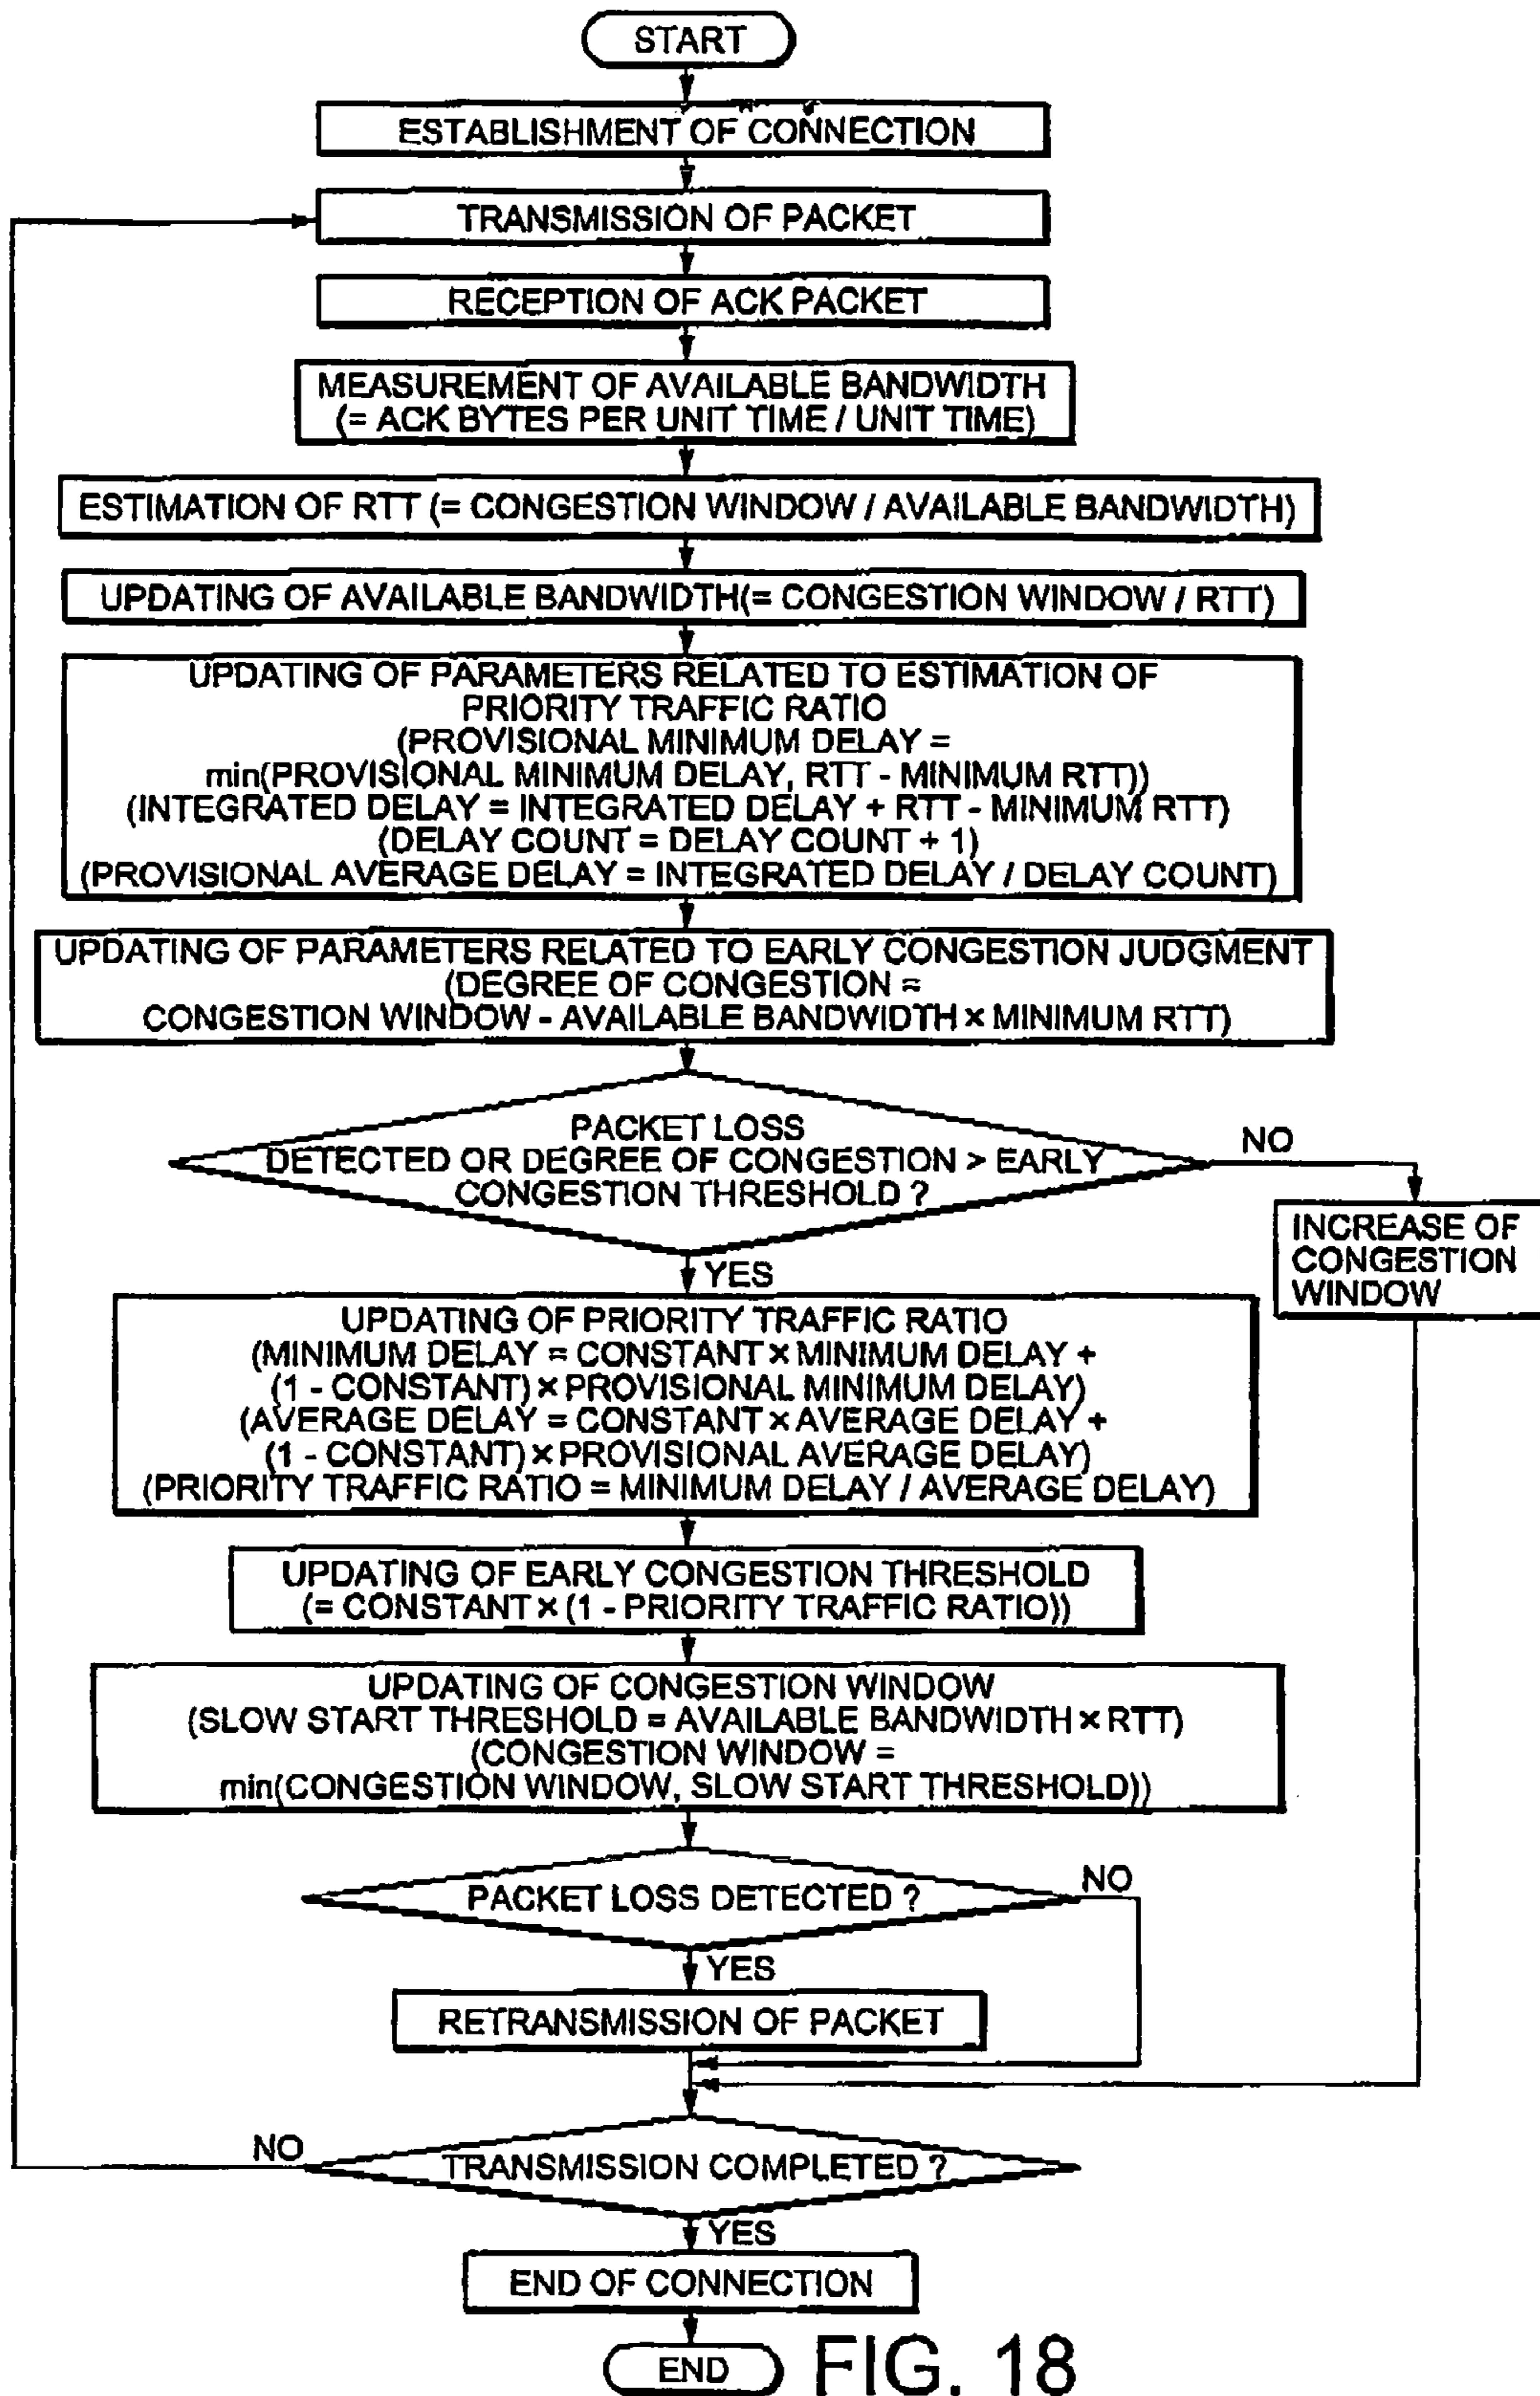 START
ESTABLISHMENT OF CONNECTION
TRANSMISSION OF PACKET
RECEPTION OF ACK PACKET
MEASUREMENT OF AVAILABLE BANDWIDTH
(= ACK BYTES PER UNIT TIME / UNIT TIME)
ESTIMATION OF RTT (= CONGESTION WINDOW / AVAILABLE BANDWIDTH)
UPDATING OF AVAILABLE BANDWIDTH(= CONGESTION WINDOW / RTT)
UPDATING OF PARAMETERS RELATED TO ESTIMATION OF
PRIORITY TRAFFIC RATIO
(PROVISIONAL MINIMUM DELAY =
min(PROVISIONAL MINIMUM DELAY, RTT - MINIMUM RTT))
(INTEGRATED DELAY = INTEGRATED DELAY + RTT - MINIMUM RTT)
(DELAY COUNT = DELAY COUNT + 1)
(PROVISIONAL AVERAGE DELAY = INTEGRATED DELAY / DELAY COUNT)
UPDATING OF PARAMETERS RELATED TO EARLY CONGESTION JUDGMENT
(DEGREE OF CONGESTION =
CONGESTION WINDOW - AVAILABLE BANDWIDTH × MINIMUM RTT)
PACKET LOSS
DETECTED OR DEGREE OF CONGESTION > EARLY
CONGESTION THRESHOLD ?
NO
INCREASE OF
CONGESTION
WINDOW
YES
UPDATING OF PRIORITY TRAFFIC RATIO
(MINIMUM DELAY = CONSTANT × MINIMUM DELAY +
(1 - CONSTANT) × PROVISIONAL MINIMUM DELAY)
(AVERAGE DELAY = CONSTANT × AVERAGE DELAY +
(1 - CONSTANT) × PROVISIONAL AVERAGE DELAY)
(PRIORITY TRAFFIC RATIO = MINIMUM DELAY / AVERAGE DELAY)
UPDATING OF EARLY CONGESTION THRESHOLD
(= CONSTANT × (1 - PRIORITY TRAFFIC RATIO))
UPDATING OF CONGESTION WINDOW
(SLOW START THRESHOLD = AVAILABLE BANDWIDTH × RTT)
(CONGESTION WINDOW =
min(CONGESTION WINDOW, SLOW START THRESHOLD))
PACKET LOSS DETECTED ?
NO
YES
RETRANSMISSION OF PACKET
NO
TRANSMISSION COMPLETED ?
YES
END OF CONNECTION
END
FIG. 18